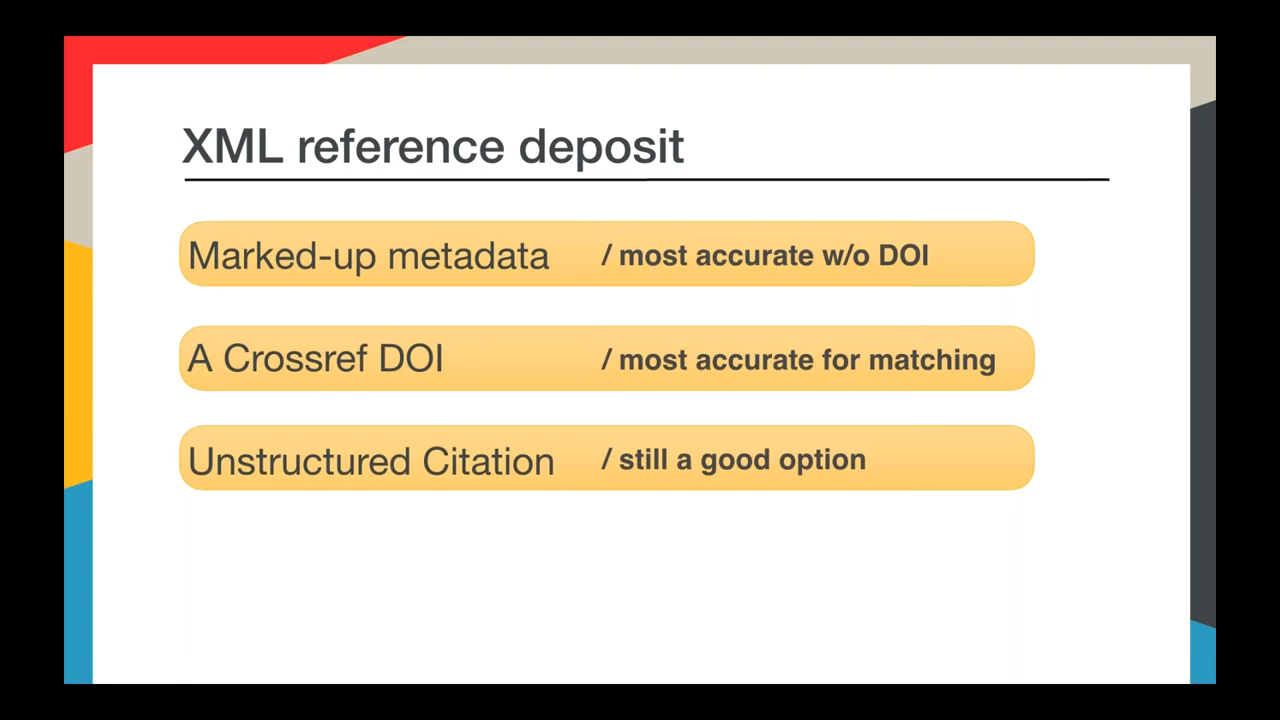 XML reference deposit
Marked-up metadata / most accurate w/o DOI
A Crossref DOI / most accurate for matching
Unstructured Citation / still a good option